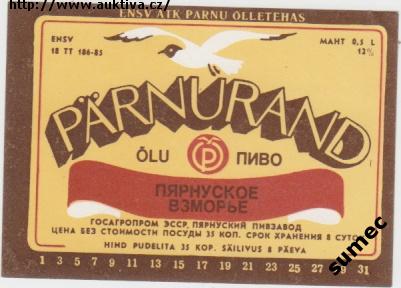 http://www.auktiva.cz/
ENSV ATK PÄRNU ÕLLETEHAS
ENSV
18 TT 186-85
MAHT 0,5 L
12%
PÄRNURAND
ÕLU P ПИВО
ПЯРНУСКОЕ
ВЗМОРЬЕ
ГОСАГРОПРОМ ЭССР, ПЯРНУСКИЙ ПИВЗАВОД
ЦЕНА БЕЗ СТОИМОСТИ ПОСУДЫ 35 КОП. СРОК ХРАНЕНИЯ 8 СУТОК
HIND PUDELITA 35 KOP. SÄILIVUS 8 PÄEVA
1 3 5 7 9 11 13 15 17 19 21 23 25 27 29 31
sumec